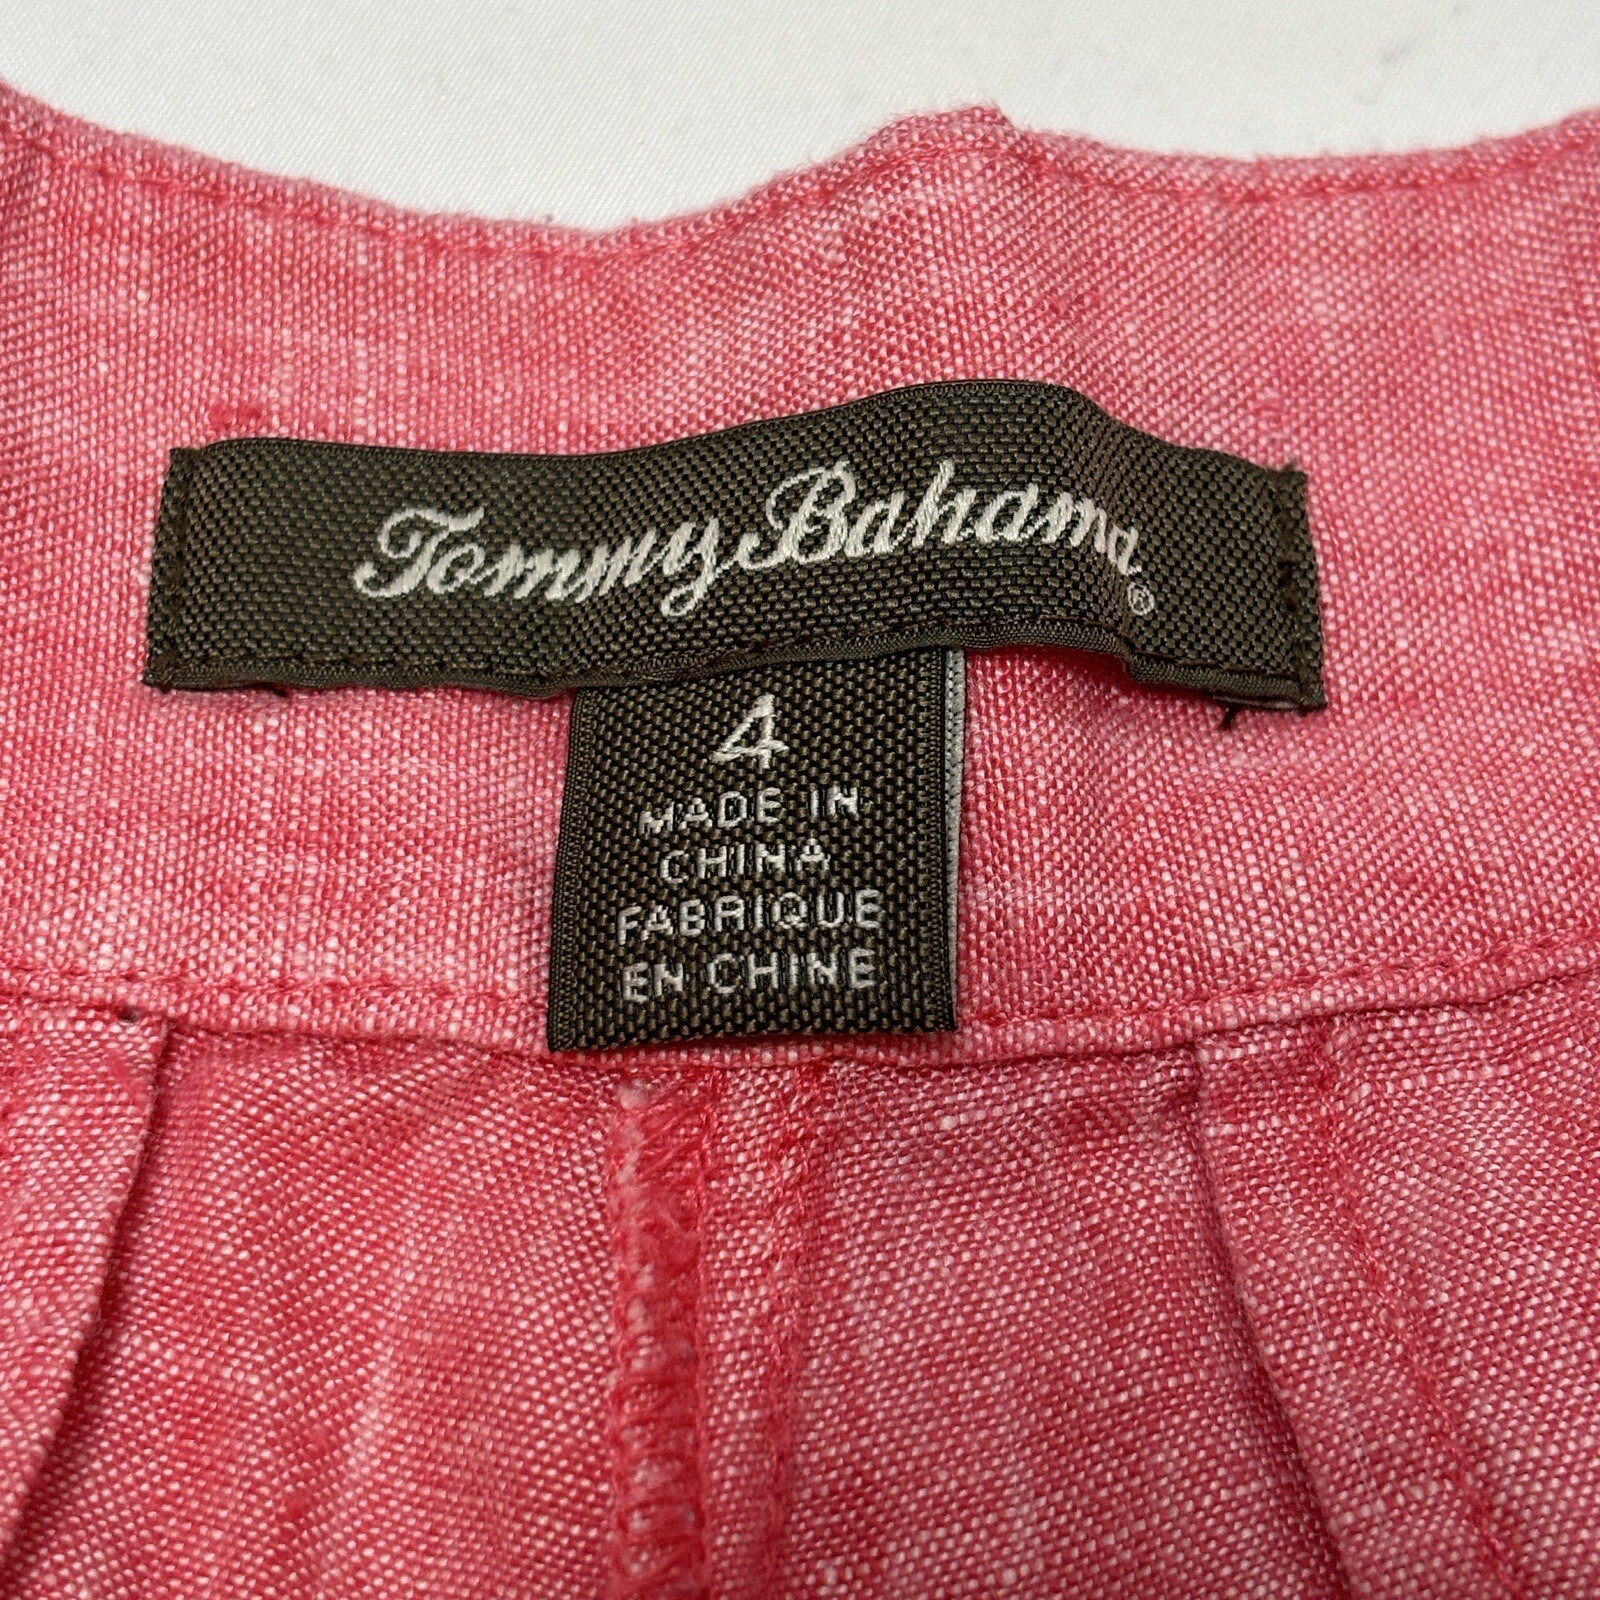 Tommy Bahama®
4
MADE IN
CHINA
FABRIQUE
EN CHINE